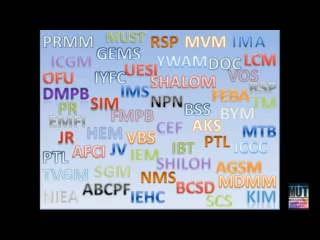 PRMM MUST RSP MVM IMA
GEMS
ICGM YWAM DOC LCM
OFU IYFC UESI SHALOM VOS
DMPB IMS RSP
SIM NPN FEBA TM
PR FMPB BSS BYM
EMFI CEF AKS
JR HEM VBS PTL MTB
PTL AFCI JV IEM IBT ICCC
SHILOH
TVGM SGM NMS AGSM
MDMM
NIEA ABCPF IEHC BCSD SCS KIM
MUT